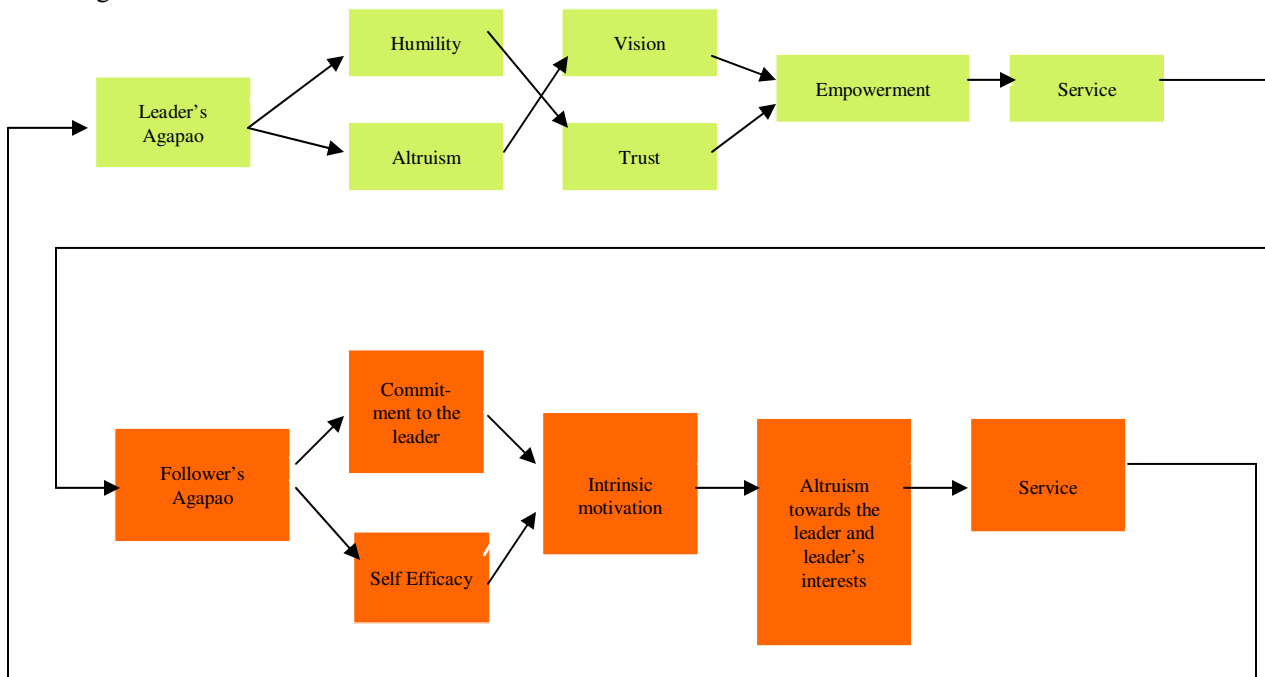 Humility
Vision
Empowerment
Service
Leader's
Agapao
Altruism
Trust
Commit-
ment to the
leader
Follower's
Agapao
Intrinsic
motivation
Altruism
towards the
leader and
leader's
interests
Service
Self Efficacy